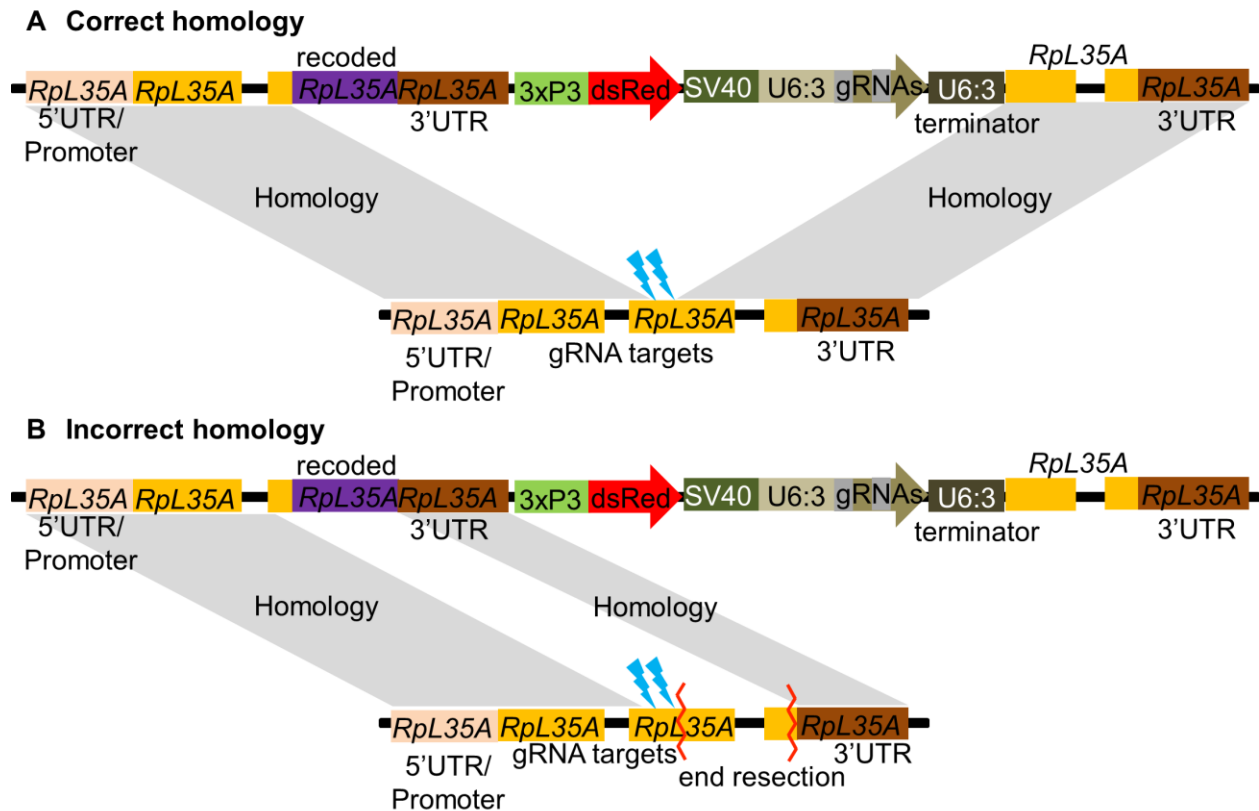 A Correct homology
recoded RpL35A
RpL35A RpL35A RpL35A RpL35A 3xP3 dsRed SV40 U6:3 gRNAs U6:3 RpL35A
5'UTR/ 3'UTR terminator 3'UTR
Promoter
Homology Homology
RpL35A RpL35A RpL35A RpL35A
5'UTR/ gRNA targets 3'UTR
Promoter
B Incorrect homology
recoded RpL35A
RpL35A RpL35A RpL35A RpL35A 3xP3 dsRed SV40 U6:3 gRNAs U6:3 RpL35A
5'UTR/ 3'UTR terminator 3'UTR
Promoter
Homology Homology
RpL35A RpL35A RpL35A RpL35A
gRNA targets 3'UTR
5'UTR/ end resection
Promoter